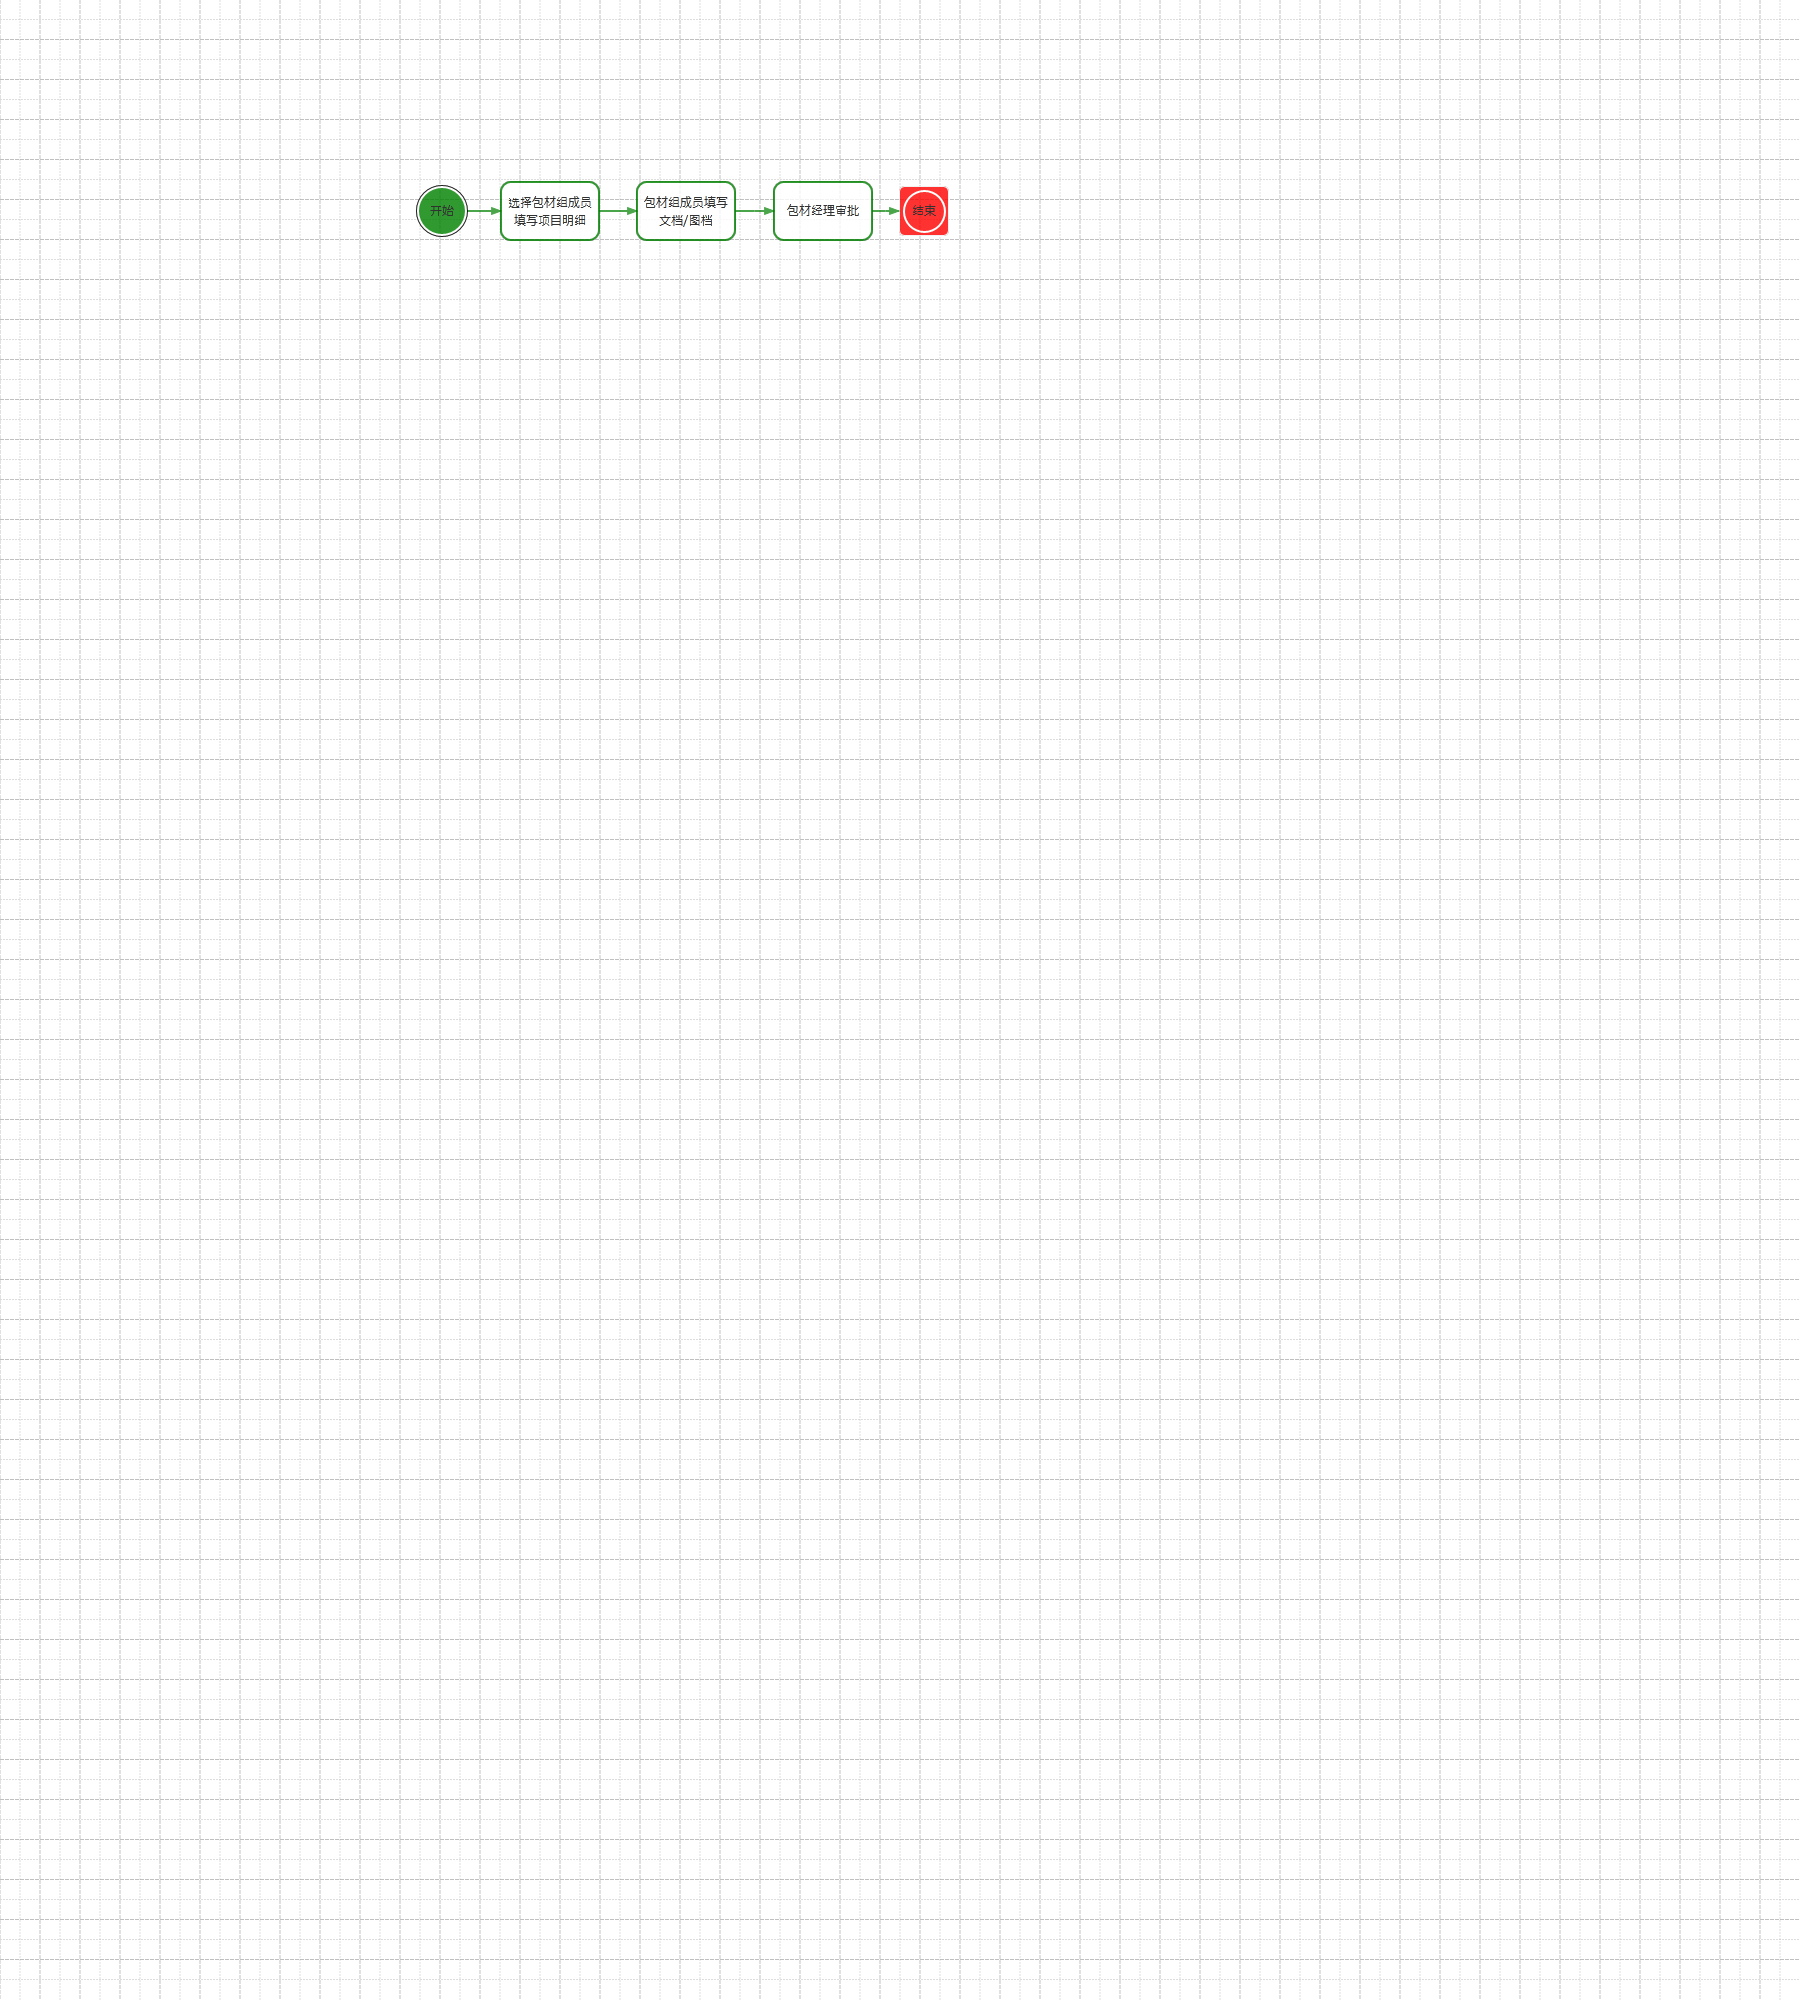 开始
选择包材组成员
填写项目明细
包材组成员填写
文档/图档
包材经理审批
结束